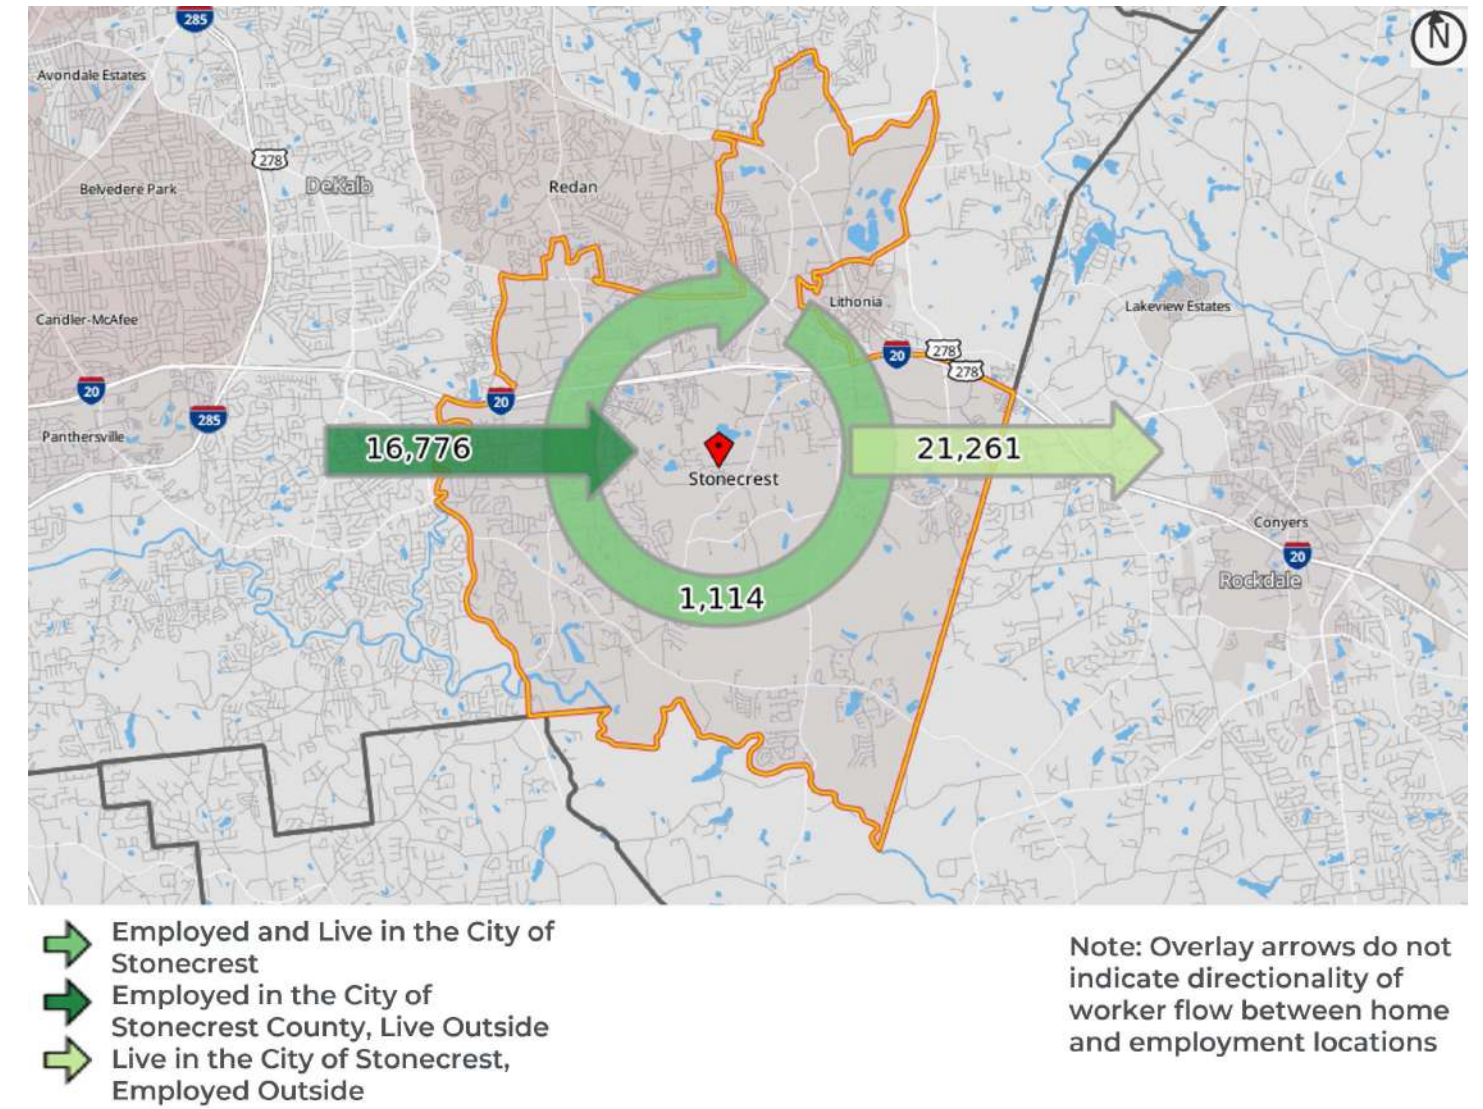 285
N
Avondale Estates
278
DeKalb
Belvedere Park
Redan
Lithonia
Lakeview Estates
Candler-McAfee
20
278
278
20
20
285
Panthersville
16,776
21,261
Stonecrest
Conyers
20
Rockdale
1,114
Employed and Live in the City of
Stonecrest
Employed in the City of
Stonecrest County, Live Outside
Live in the City of Stonecrest,
Employed Outside
Note: Overlay arrows do not
indicate directionality of
worker flow between home
and employment locations